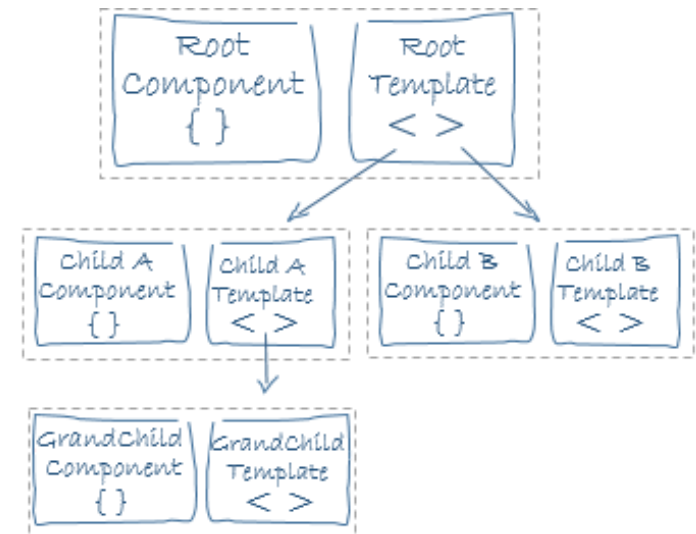 Root
Component
{ }
Root
Template
< >
Child A
Component
{ }
Child A
Template
< >
Child B
Component
{ }
Child B
Template
< >
GrandChild
Component
{ }
GrandChild
Template
< >